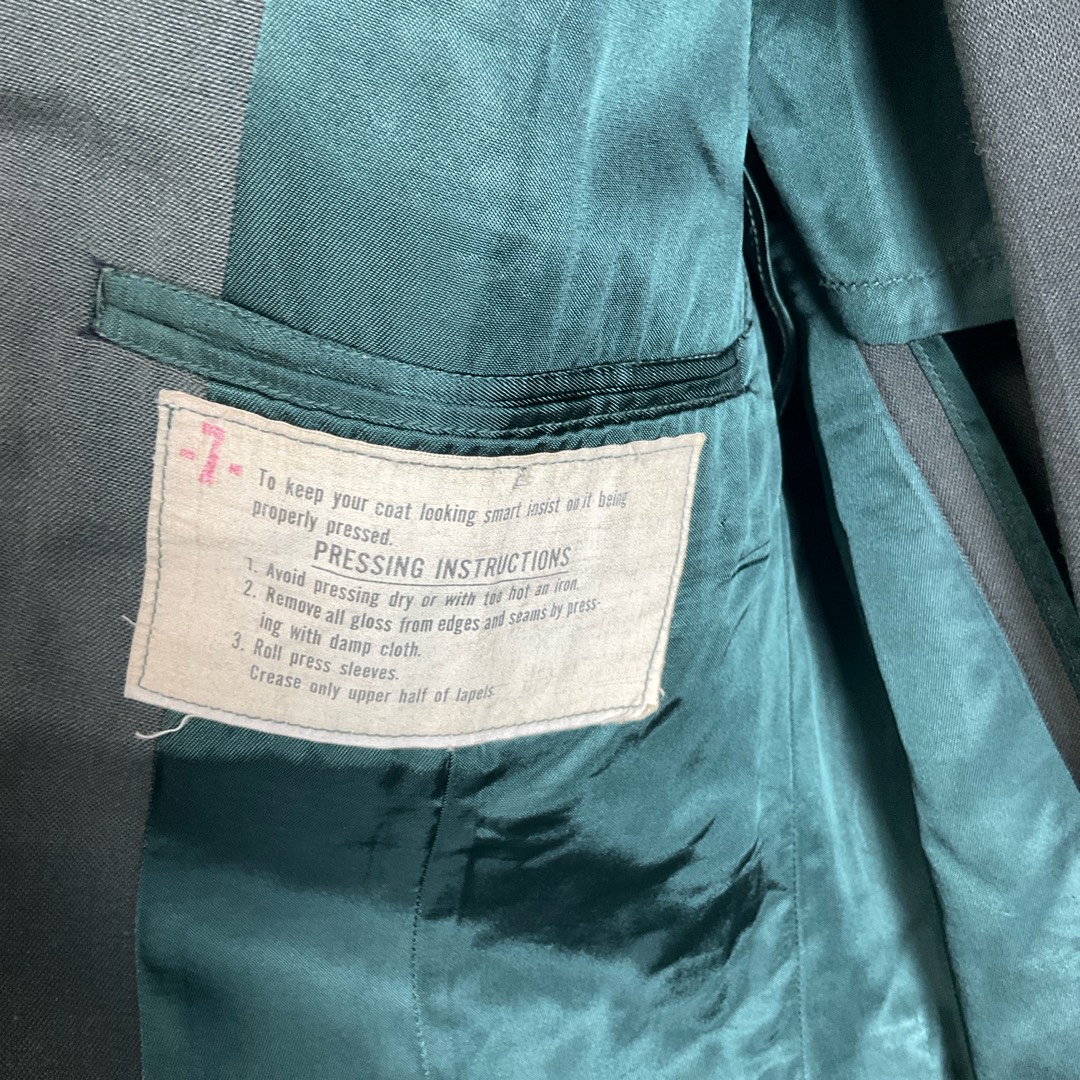 -7-
To keep your coat looking smart insist on it being
properly pressed.
PRESSING INSTRUCTIONS
1. Avoid pressing dry or with too hot an iron.
2. Remove all gloss from edges and seams by press-
ing with damp cloth.
3. Roll press sleeves.
Crease only upper half of lapels.